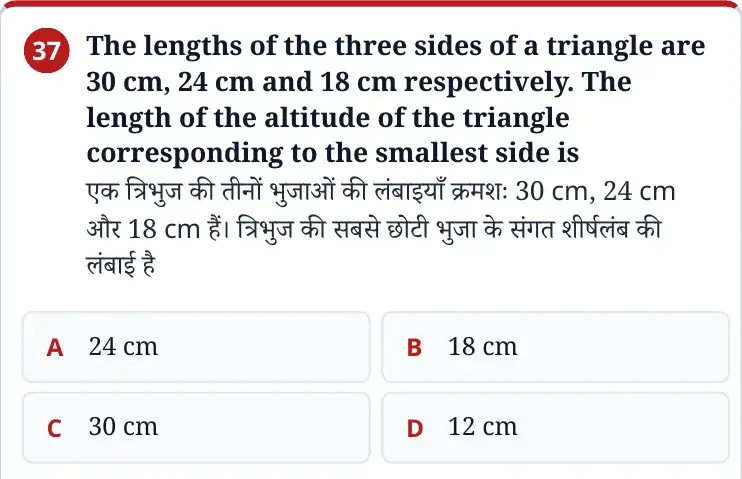 37 The lengths of the three sides of a triangle are
30 cm, 24 cm and 18 cm respectively. The
length of the altitude of the triangle
corresponding to the smallest side is
एक त्रिभुज की तीनों भुजाओं की लंबाइयाँ क्रमशः 30 cm, 24 cm
और 18 cm हैं। त्रिभुज की सबसे छोटी भुजा के संगत शीर्षलंब की
लंबाई है
A 24 cm
B 18 cm
C 30 cm
D 12 cm